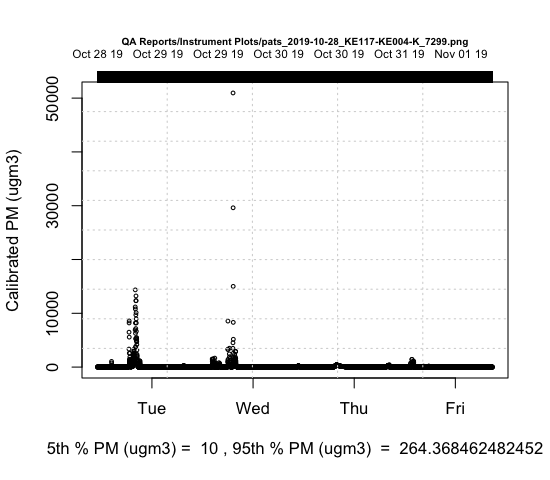 QA Reports/Instrument Plots/pats_2019-10-28_KE117-KE004-K_7299.png
Oct 28 19 Oct 29 19 Oct 29 19 Oct 30 19 Oct 30 19 Oct 31 19 Nov 01 19
Calibrated PM (ugm3)
50000
30000
10000
0
Tue Wed Thu Fri
5th % PM (ugm3) = 10 , 95th % PM (ugm3) = 264.368462482452